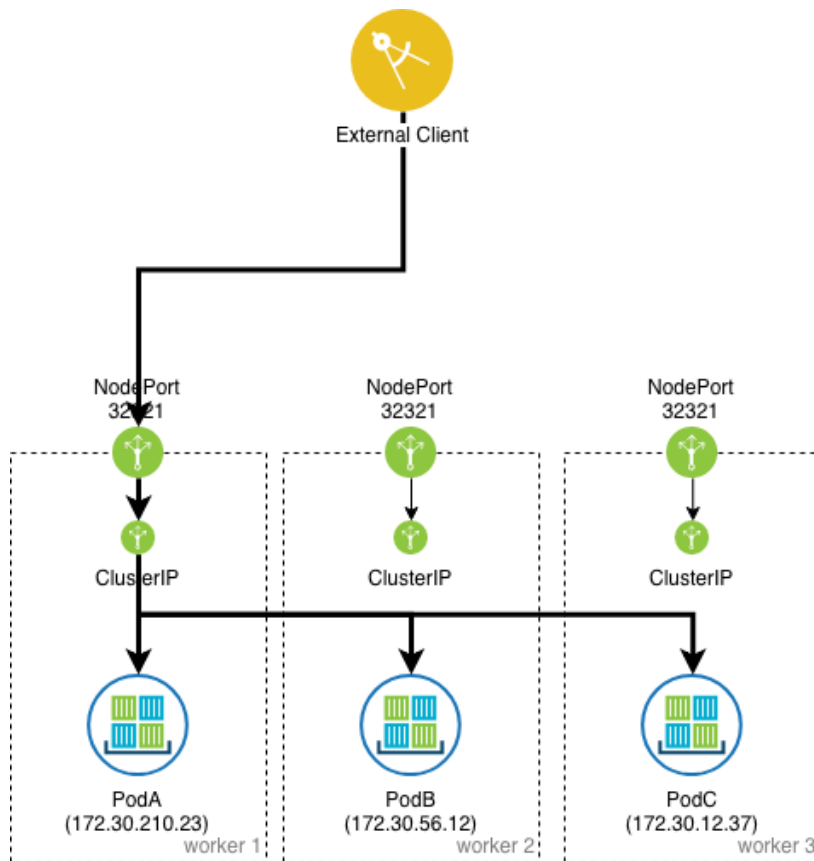 External Client
NodePort
32321
NodePort
32321
NodePort
32321
ClusterIP
ClusterIP
ClusterIP
PodA
(172.30.210.23)
worker 1
PodB
(172.30.56.12)
worker 2
PodC
(172.30.12.37)
worker 3